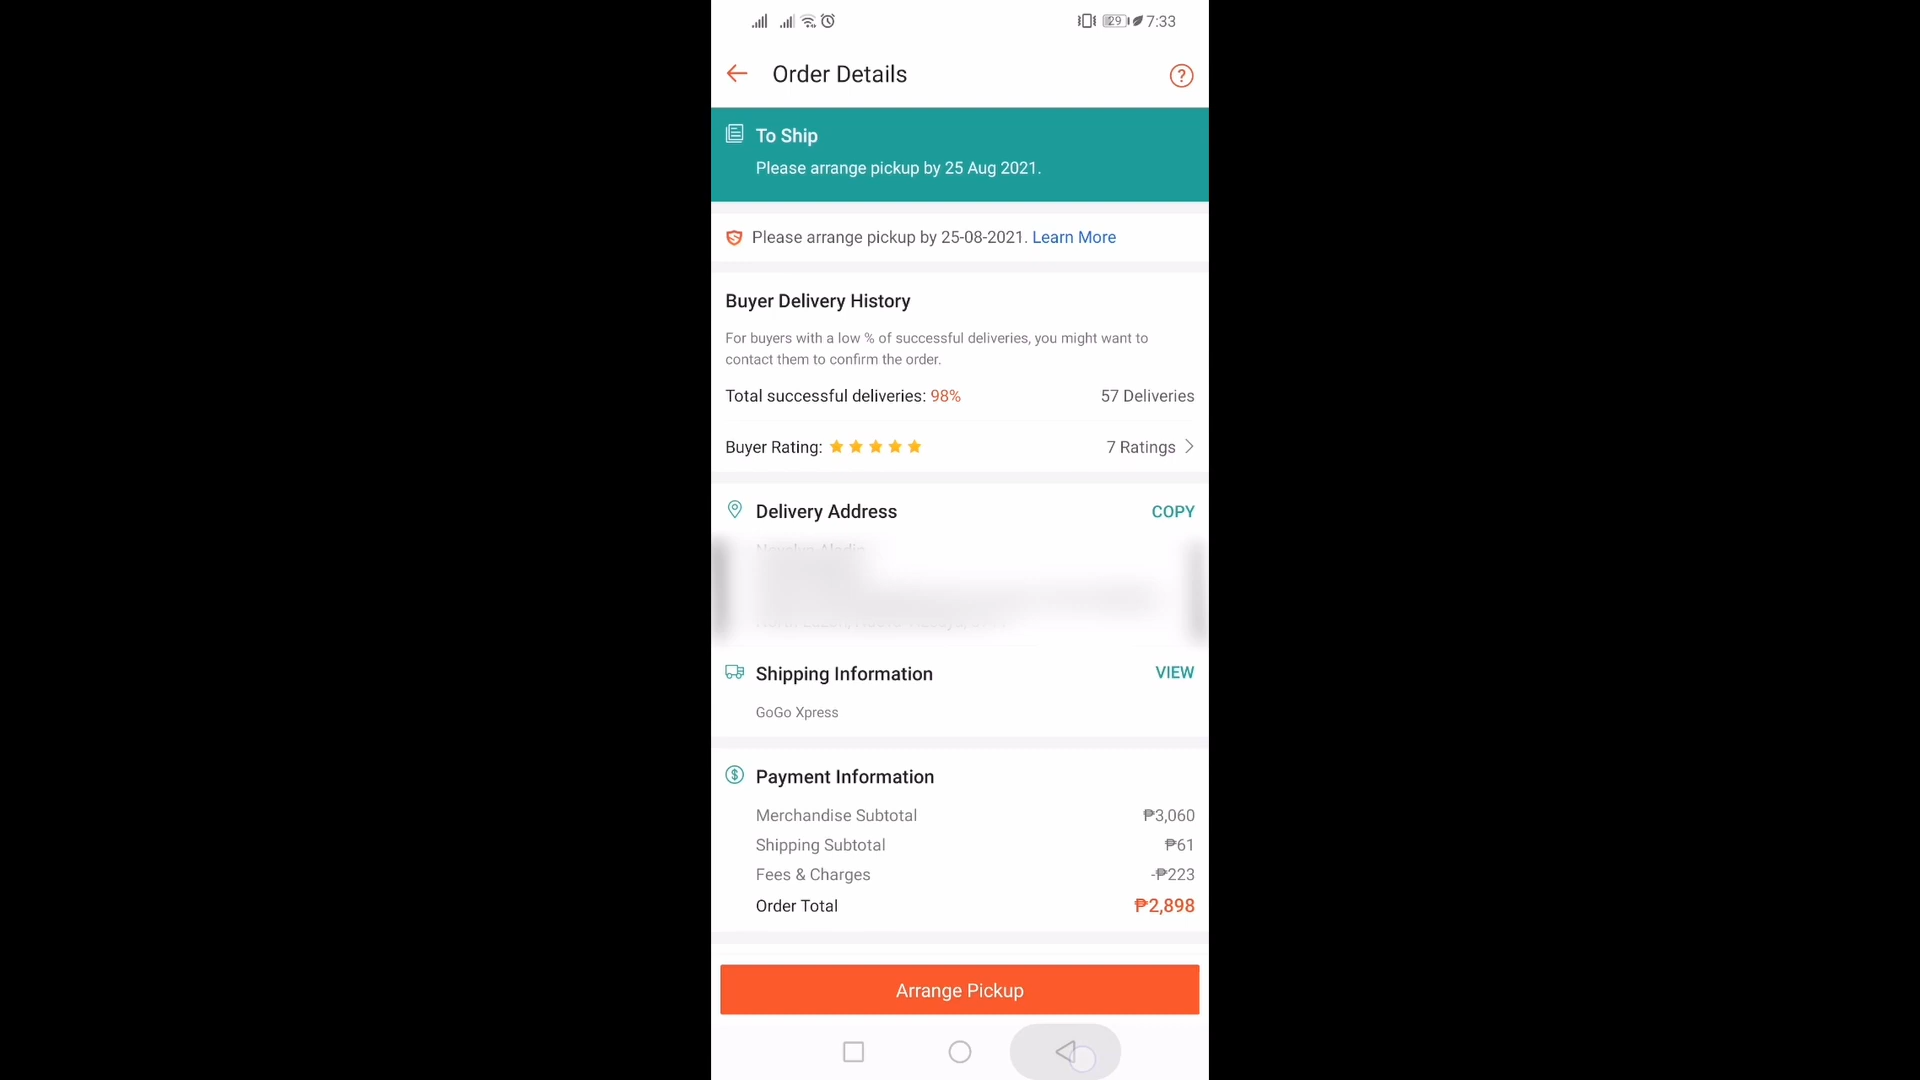 29 7:33
Order Details
?
To Ship
Please arrange pickup by 25 Aug 2021.
Please arrange pickup by 25-08-2021. Learn More
Buyer Delivery History
For buyers with a low % of successful deliveries, you might want to
contact them to confirm the order.
Total successful deliveries: 98% 57 Deliveries
Buyer Rating: 7 Ratings
Delivery Address COPY
Shipping Information VIEW
GoGo Xpress
Payment Information
Merchandise Subtotal ₱3,060
Shipping Subtotal ₱61
Fees & Charges -₱223
Order Total ₱2,898
Arrange Pickup